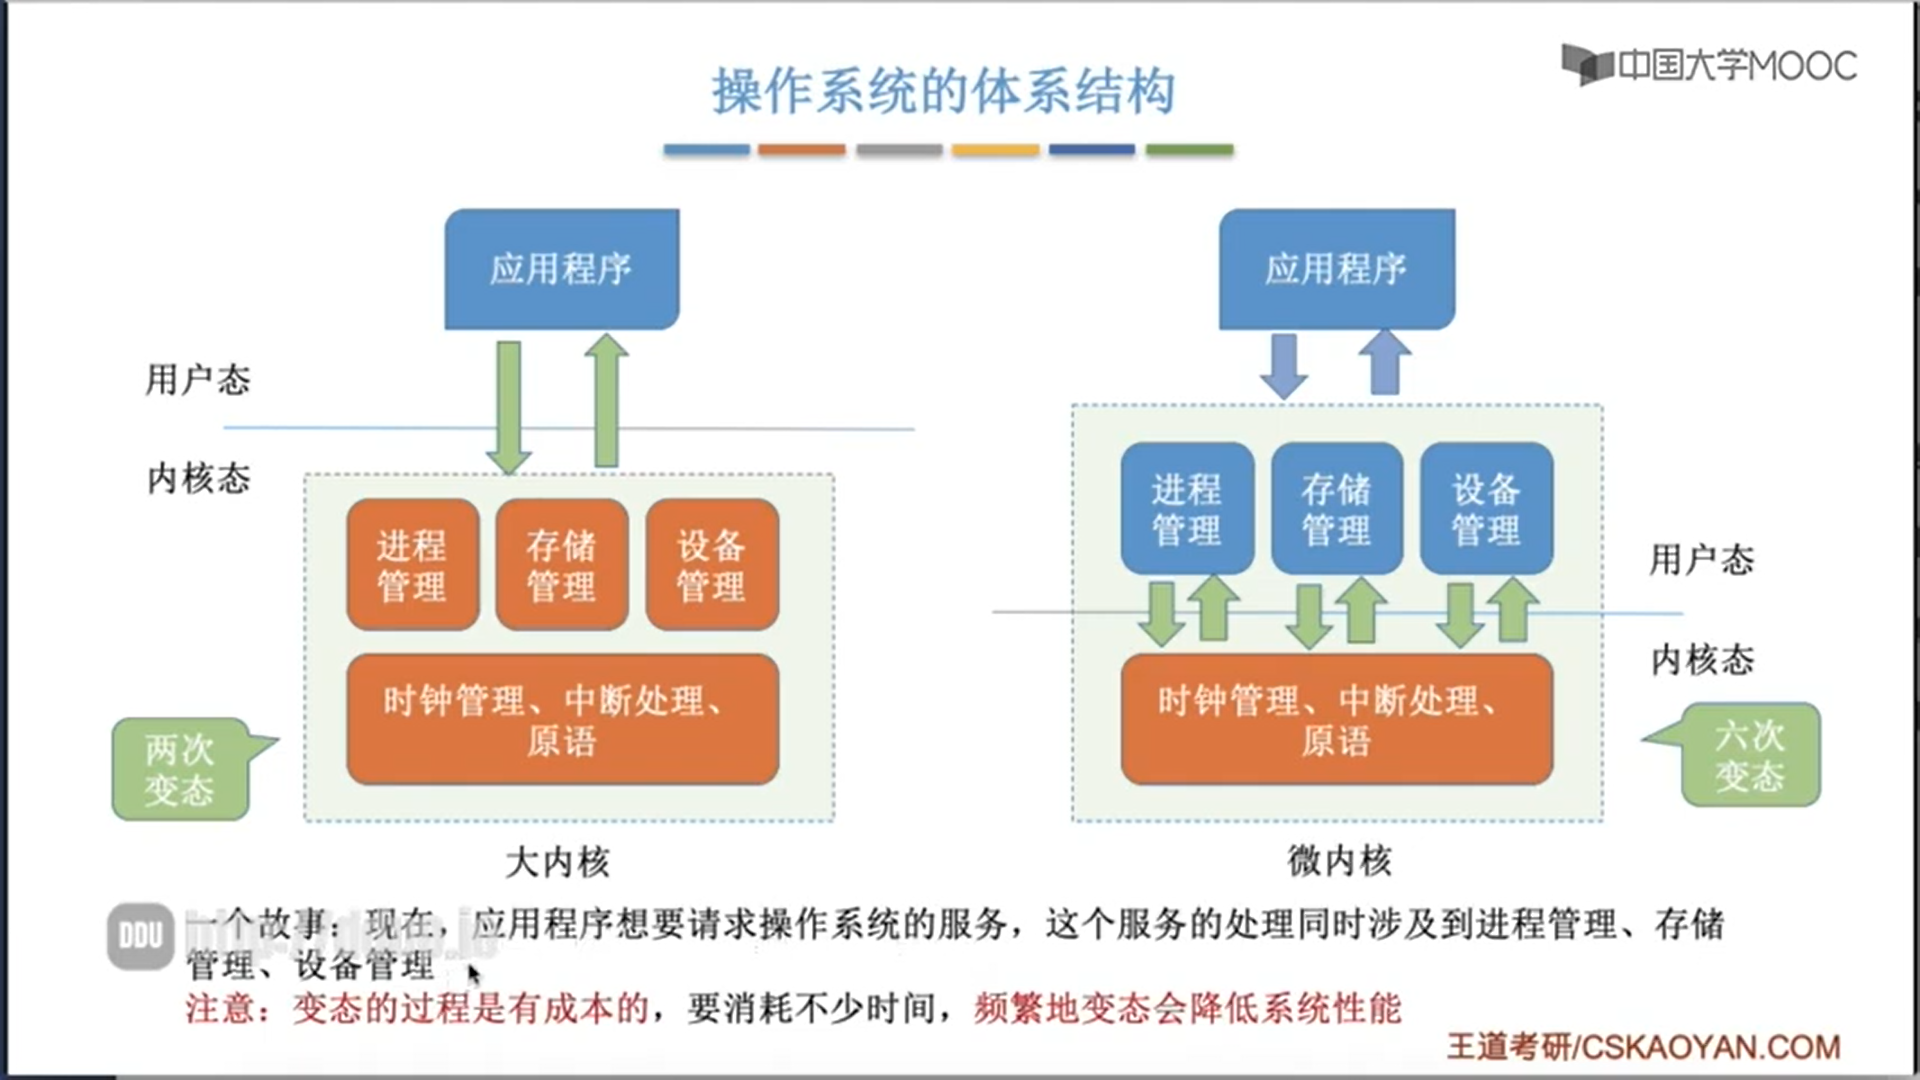 中国大学MOOC
操作系统的体系结构
应用程序
应用程序
用户态
内核态
进程
管理
存储
管理
设备
管理
时钟管理、中断处理、
原语
两次
变态
大内核
进程
管理
存储
管理
设备
管理
用户态
内核态
时钟管理、中断处理、
原语
六次
变态
微内核
DDU
一个故事：现在，应用程序想要请求操作系统的服务，这个服务的处理同时涉及到进程管理、存储
管理、设备管理
注意：变态的过程是有成本的，要消耗不少时间，频繁地变态会降低系统性能
王道考研/CSKAOYAN.COM